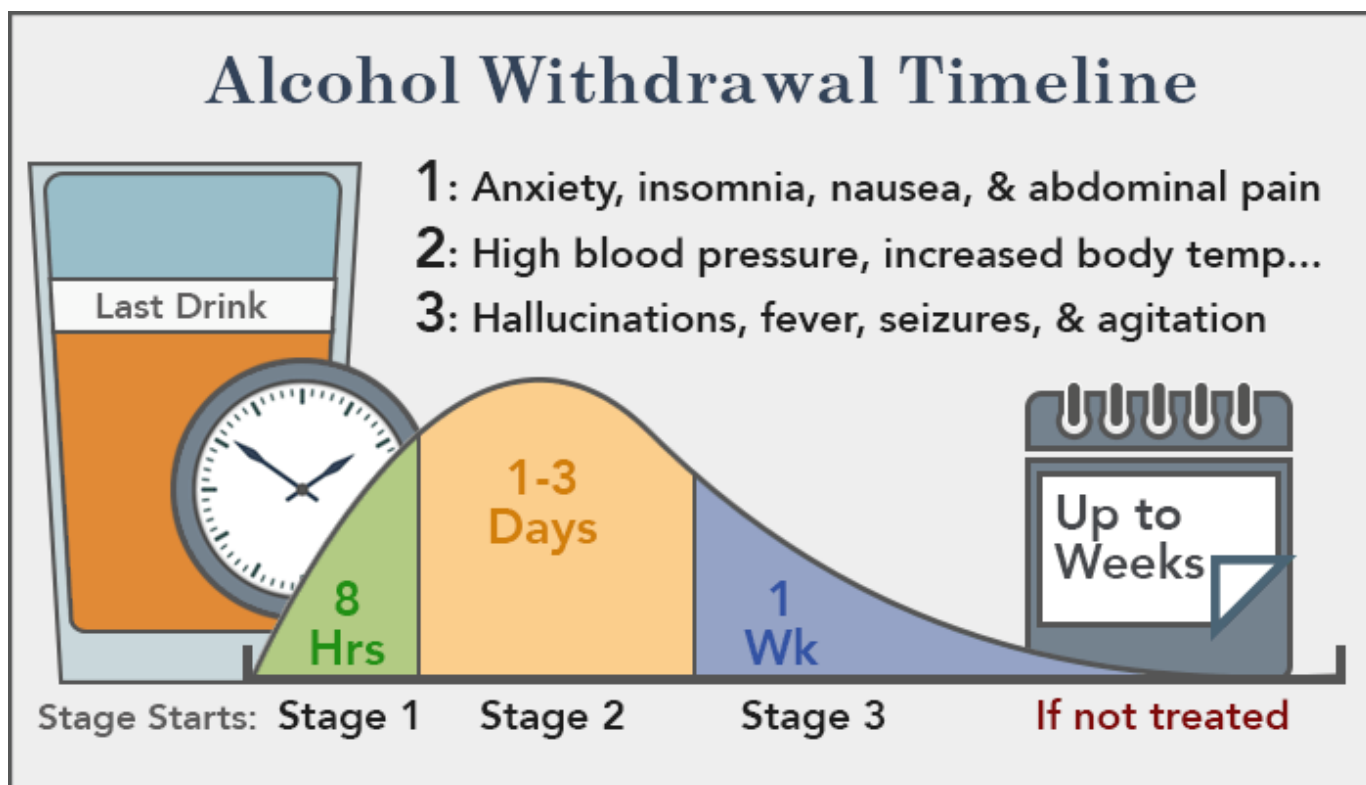 Alcohol Withdrawal Timeline
1: Anxiety, insomnia, nausea, & abdominal pain
2: High blood pressure, increased body temp...
3: Hallucinations, fever, seizures, & agitation
Last Drink
8
Hrs
1-3
Days
1
Wk
Up to
Weeks
Stage Starts: Stage 1 Stage 2 Stage 3 If not treated